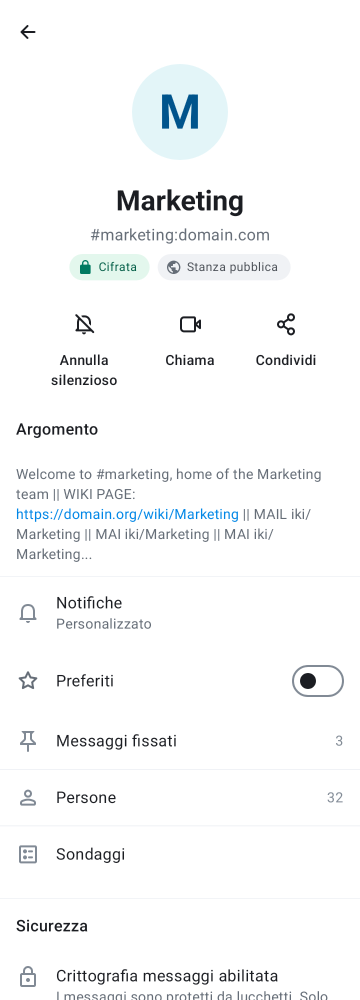 M
Marketing
#marketing:domain.com
Cifrata
Stanza pubblica
Annulla
silenzioso
Chiama
Condividi
Argomento
Welcome to #marketing, home of the Marketing
team || WIKI PAGE:
https://domain.org/wiki/Marketing || MAIL iki/
Marketing || MAI iki/Marketing || MAI iki/
Marketing...
Notifiche
Personalizzato
Preferiti
Messaggi fissati
3
Persone
32
Sondaggi
Sicurezza
Crittografia messaggi abilitata
I messaggi sono protetti da lucchetti. Solo